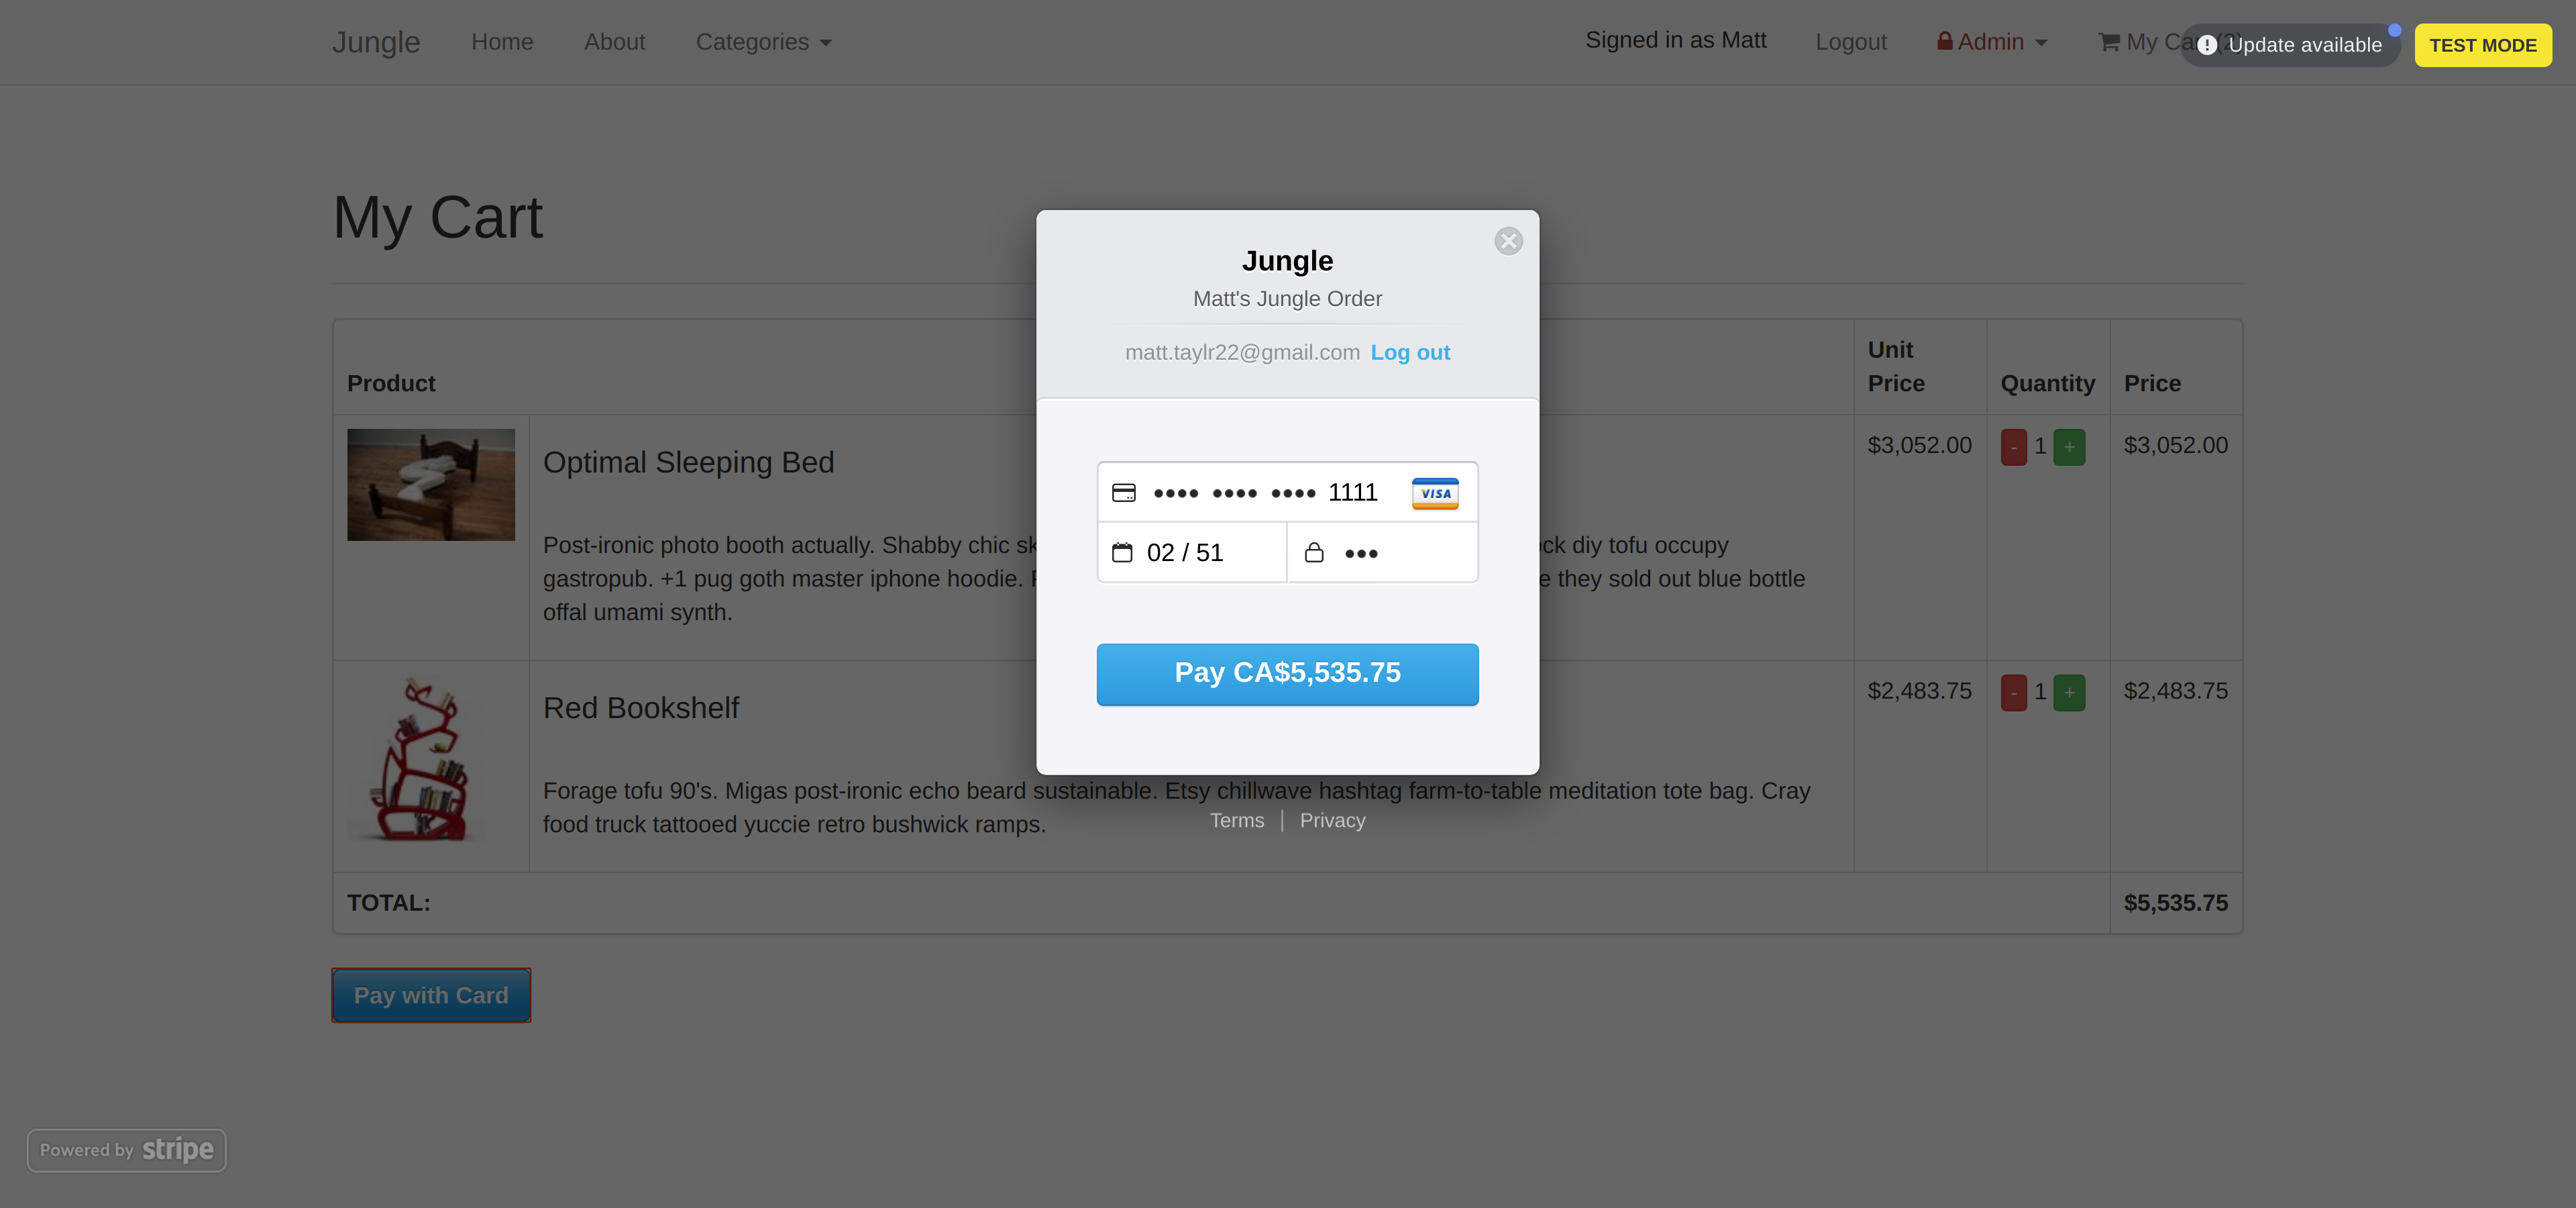 Jungle Home About Categories Signed in as Matt Logout Admin My Ca Update available TEST MODE
My Cart
Jungle
Matt's Jungle Order
matt.taylr22@gmail.com Log out
Product Unit Price Quantity Price
Optimal Sleeping Bed $3,052.00 - 1 + $3,052.00
•••• •••• •••• 1111 VISA
02 / 51 •••
Post-ironic photo booth actually. Shabby chic ck diy tofu occupy
gastropub. +1 pug goth master iphone hoodie. they sold out blue bottle
offal umami synth.
Pay CA$5,535.75
Red Bookshelf $2,483.75 - 1 + $2,483.75
Forage tofu 90's. Migas post-ironic echo beard sustainable. Etsy chillwave hashtag farm-to-table meditation tote bag. Cray
food truck tattooed yuccie retro bushwick ramps.
Terms | Privacy
TOTAL: $5,535.75
Pay with Card
Powered by stripe